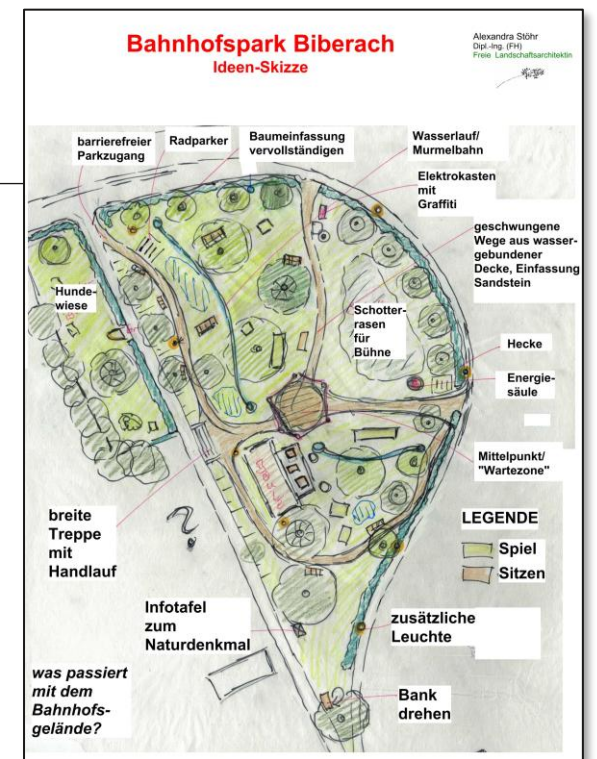 Bahnhofspark Biberach
Ideen-Skizze
Alexandra Stöhr
Dipl.-Ing. (FH)
Freie Landschaftsarchitektin
barrierefreier
Parkzugang
Radparker
Baumeinfassung
vervollständigen
Wasserlauf/
Murmelbahn
Elektrokasten
mit
Graffiti
geschwungene
Wege aus wasser-
gebundener
Decke, Einfassung
Sandstein
Hunde-
wiese
Schotter-
rasen
für
Bühne
Hecke
Energie-
säule
Mittelpunkt/
"Wartezone"
breite
Treppe
mit
Handlauf
LEGENDE
Spiel
Sitzen
Infotafel
zum
Naturdenkmal
zusätzliche
Leuchte
was passiert
mit dem
Bahnhofs-
gelände?
Bank
drehen